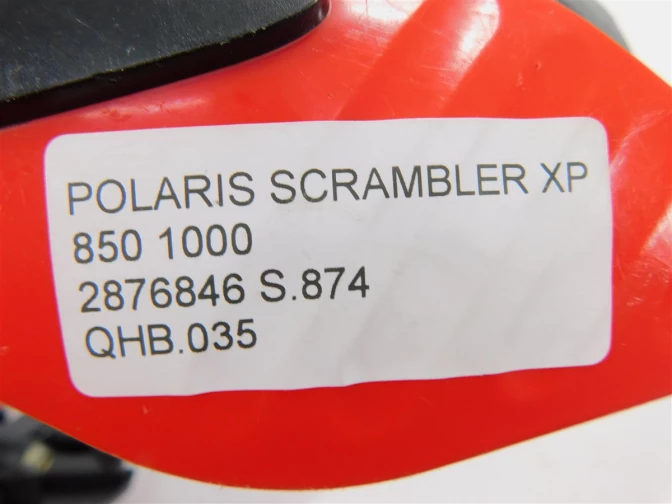 POLARIS SCRAMBLER XP
850 1000
2876846 S.874
QHB.035